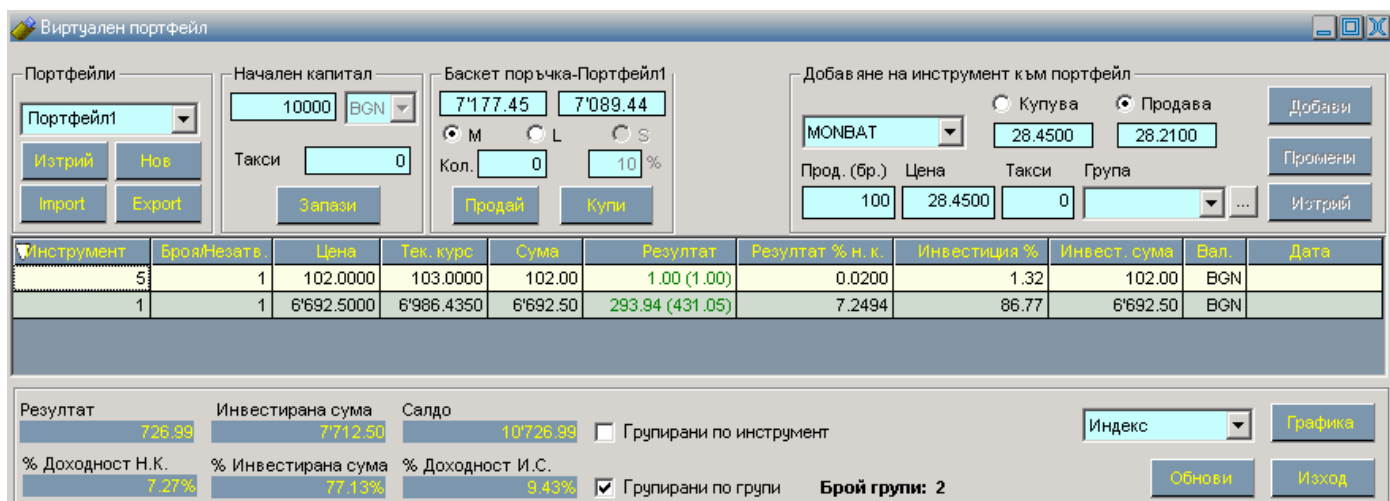 Виртуален портфейл
Портфейли
Портфейл1
Изтрий Нов
Import Export
Начален капитал
10000 BGN
Такси 0
Запази
Баскет поръчка-Портфейл1
7'177.45 7'089.44
M L S
Кол. 0 10 %
Продай Купи
Добавяне на инструмент към портфейл
Купува Продава
MONBAT 28.4500 28.2100
Прод. (бр.) Цена Такси Група
100 28.4500 0 ...
Добави
Промени
Изтрий
Инструмент Броя/Незатв. Цена Тек. курс Сума Резултат Резултат % н. к. Инвестиция % Инвест. сума Вал. Дата
5 1 102.0000 103.0000 102.00 1.00 (1.00) 0.0200 1.32 102.00 BGN
1 1 6'692.5000 6'986.4350 6'692.50 293.94 (431.05) 7.2494 86.77 6'692.50 BGN
Резултат Инвестирана сума Салдо
726.99 7'712.50 10'726.99 Групирани по инструмент Индекс Графика
% Доходност Н.К. % Инвестирана сума % Доходност И.С.
7.27% 77.13% 9.43% Групирани по групи Брой групи: 2 Обнови Изход